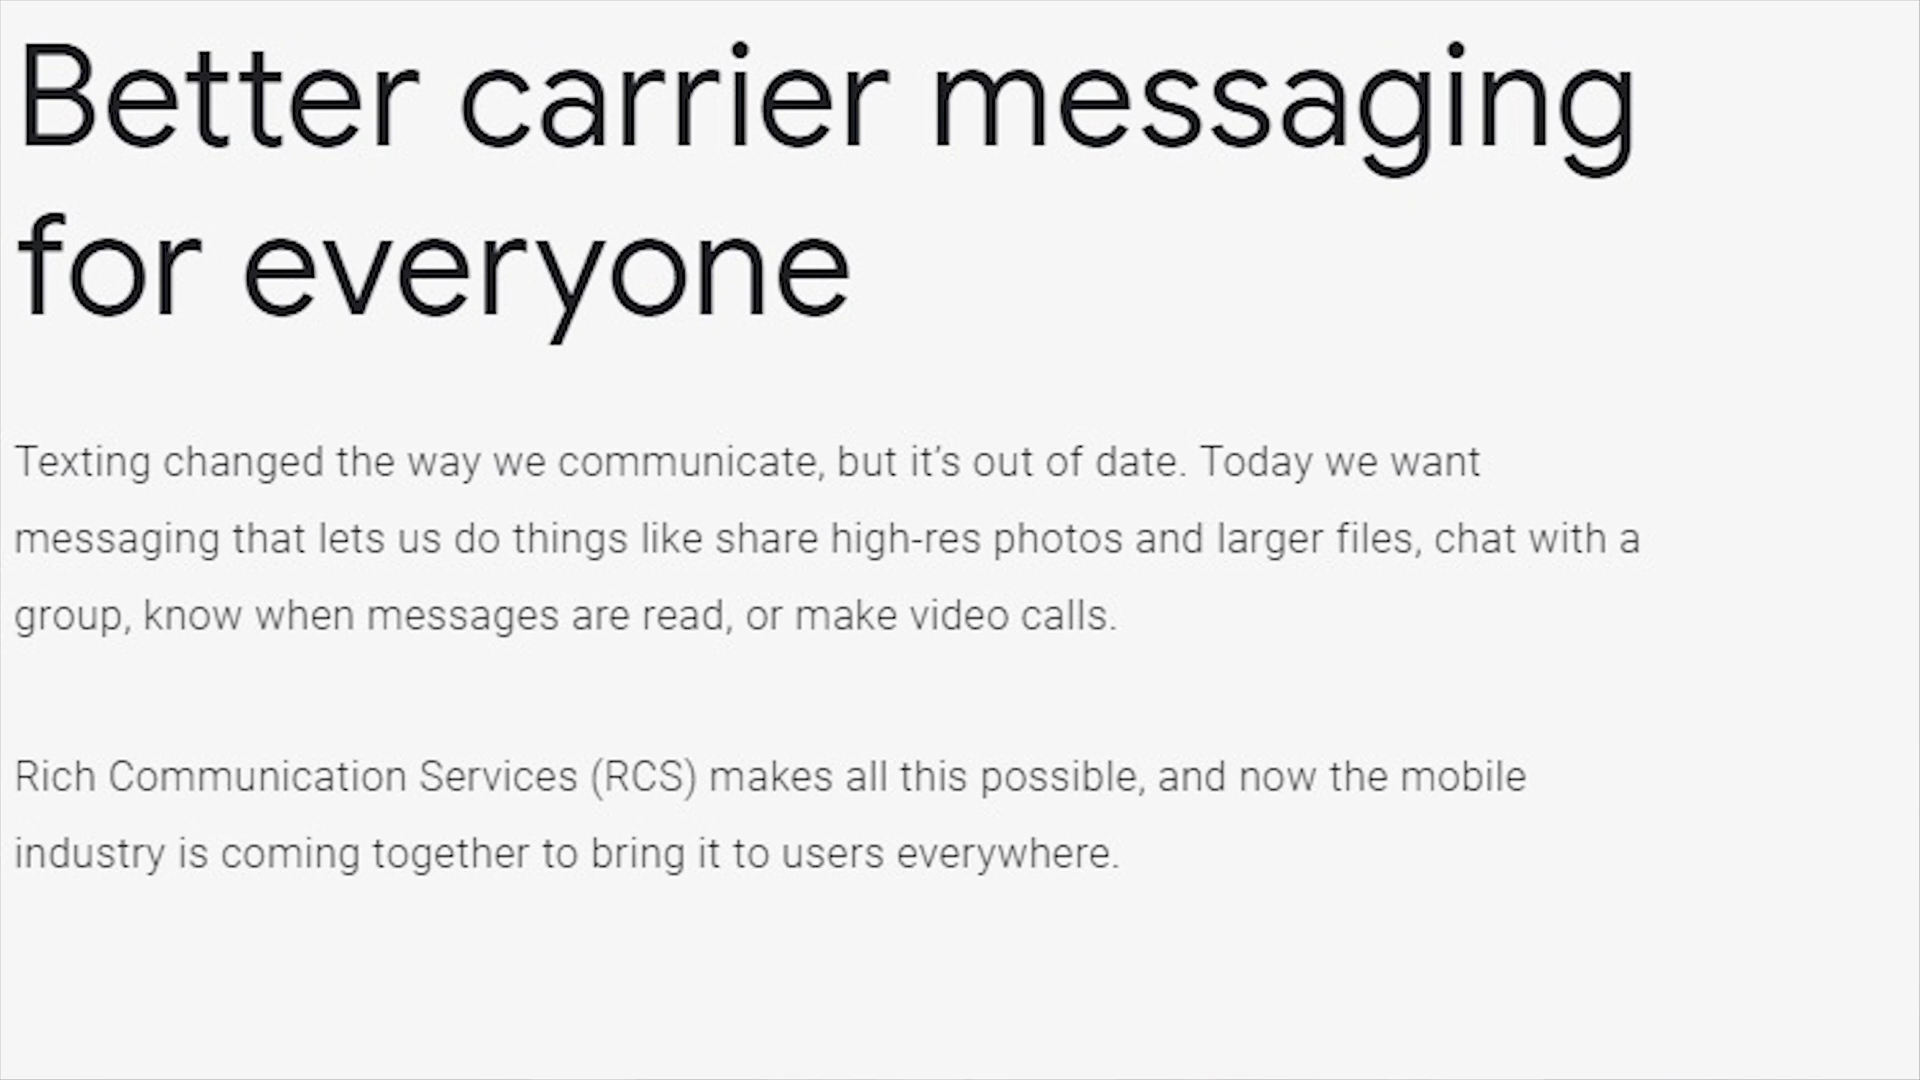 Better carrier messaging
for everyone
Texting changed the way we communicate, but it’s out of date. Today we want
messaging that lets us do things like share high-res photos and larger files, chat with a
group, know when messages are read, or make video calls.
Rich Communication Services (RCS) makes all this possible, and now the mobile
industry is coming together to bring it to users everywhere.